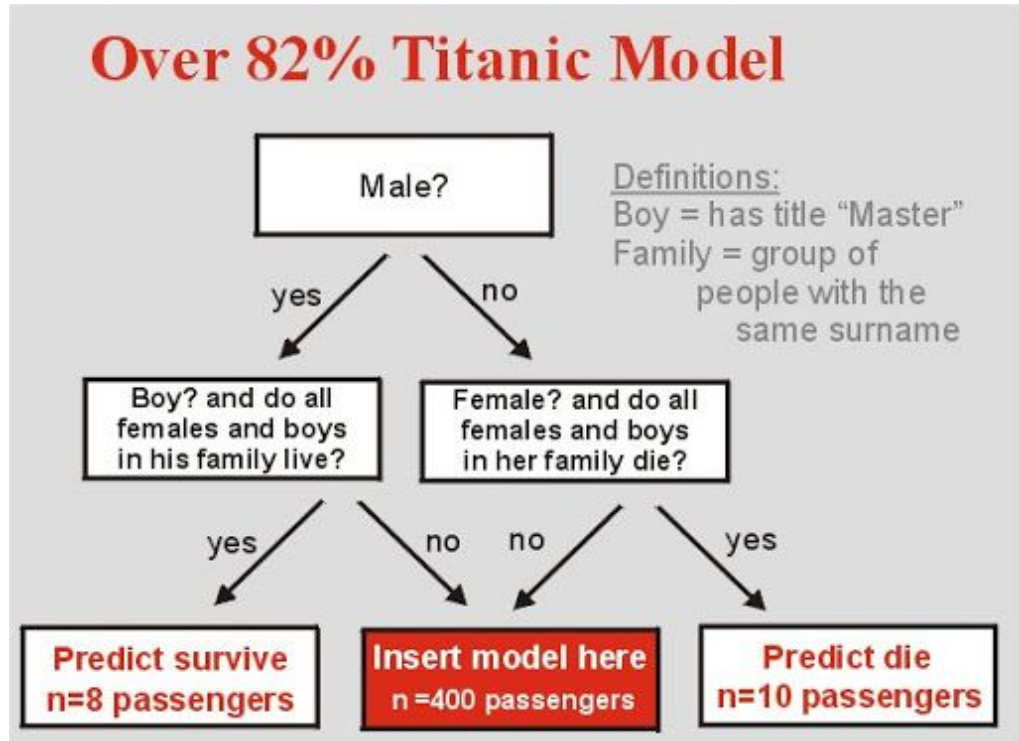 Over 82% Titanic Model
Male?
Definitions:
Boy = has title “Master”
Family = group of
people with the
same surname
yes
no
Boy? and do all
females and boys
in his family live?
Female? and do all
females and boys
in her family die?
yes
no
no
yes
Predict survive
n=8 passengers
Insert model here
n =400 passengers
Predict die
n=10 passengers